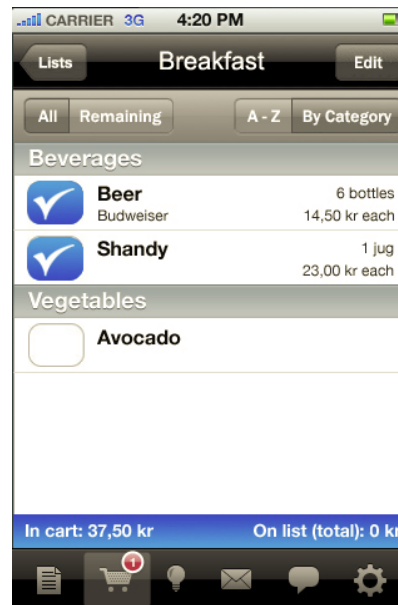 CARRIER 3G 4:20 PM
Lists Breakfast Edit
All Remaining A - Z By Category
Beverages
Beer 6 bottles
Budweiser 14,50 kr each
Shandy 1 jug
23,00 kr each
Vegetables
Avocado
In cart: 37,50 kr On list (total): 0 kr
1